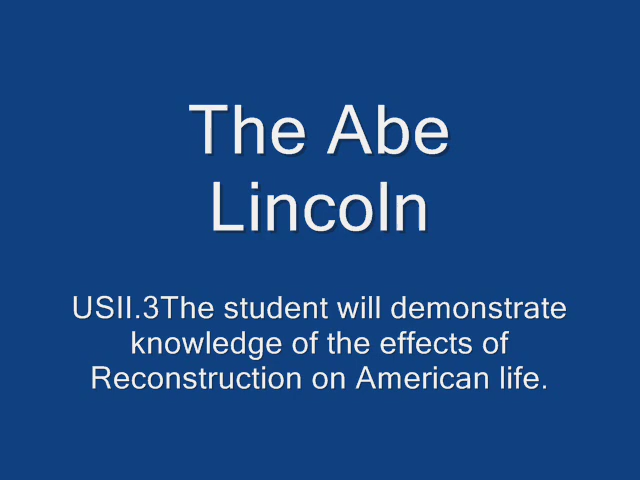 The Abe
Lincoln
USII.3The student will demonstrate
knowledge of the effects of
Reconstruction on American life.